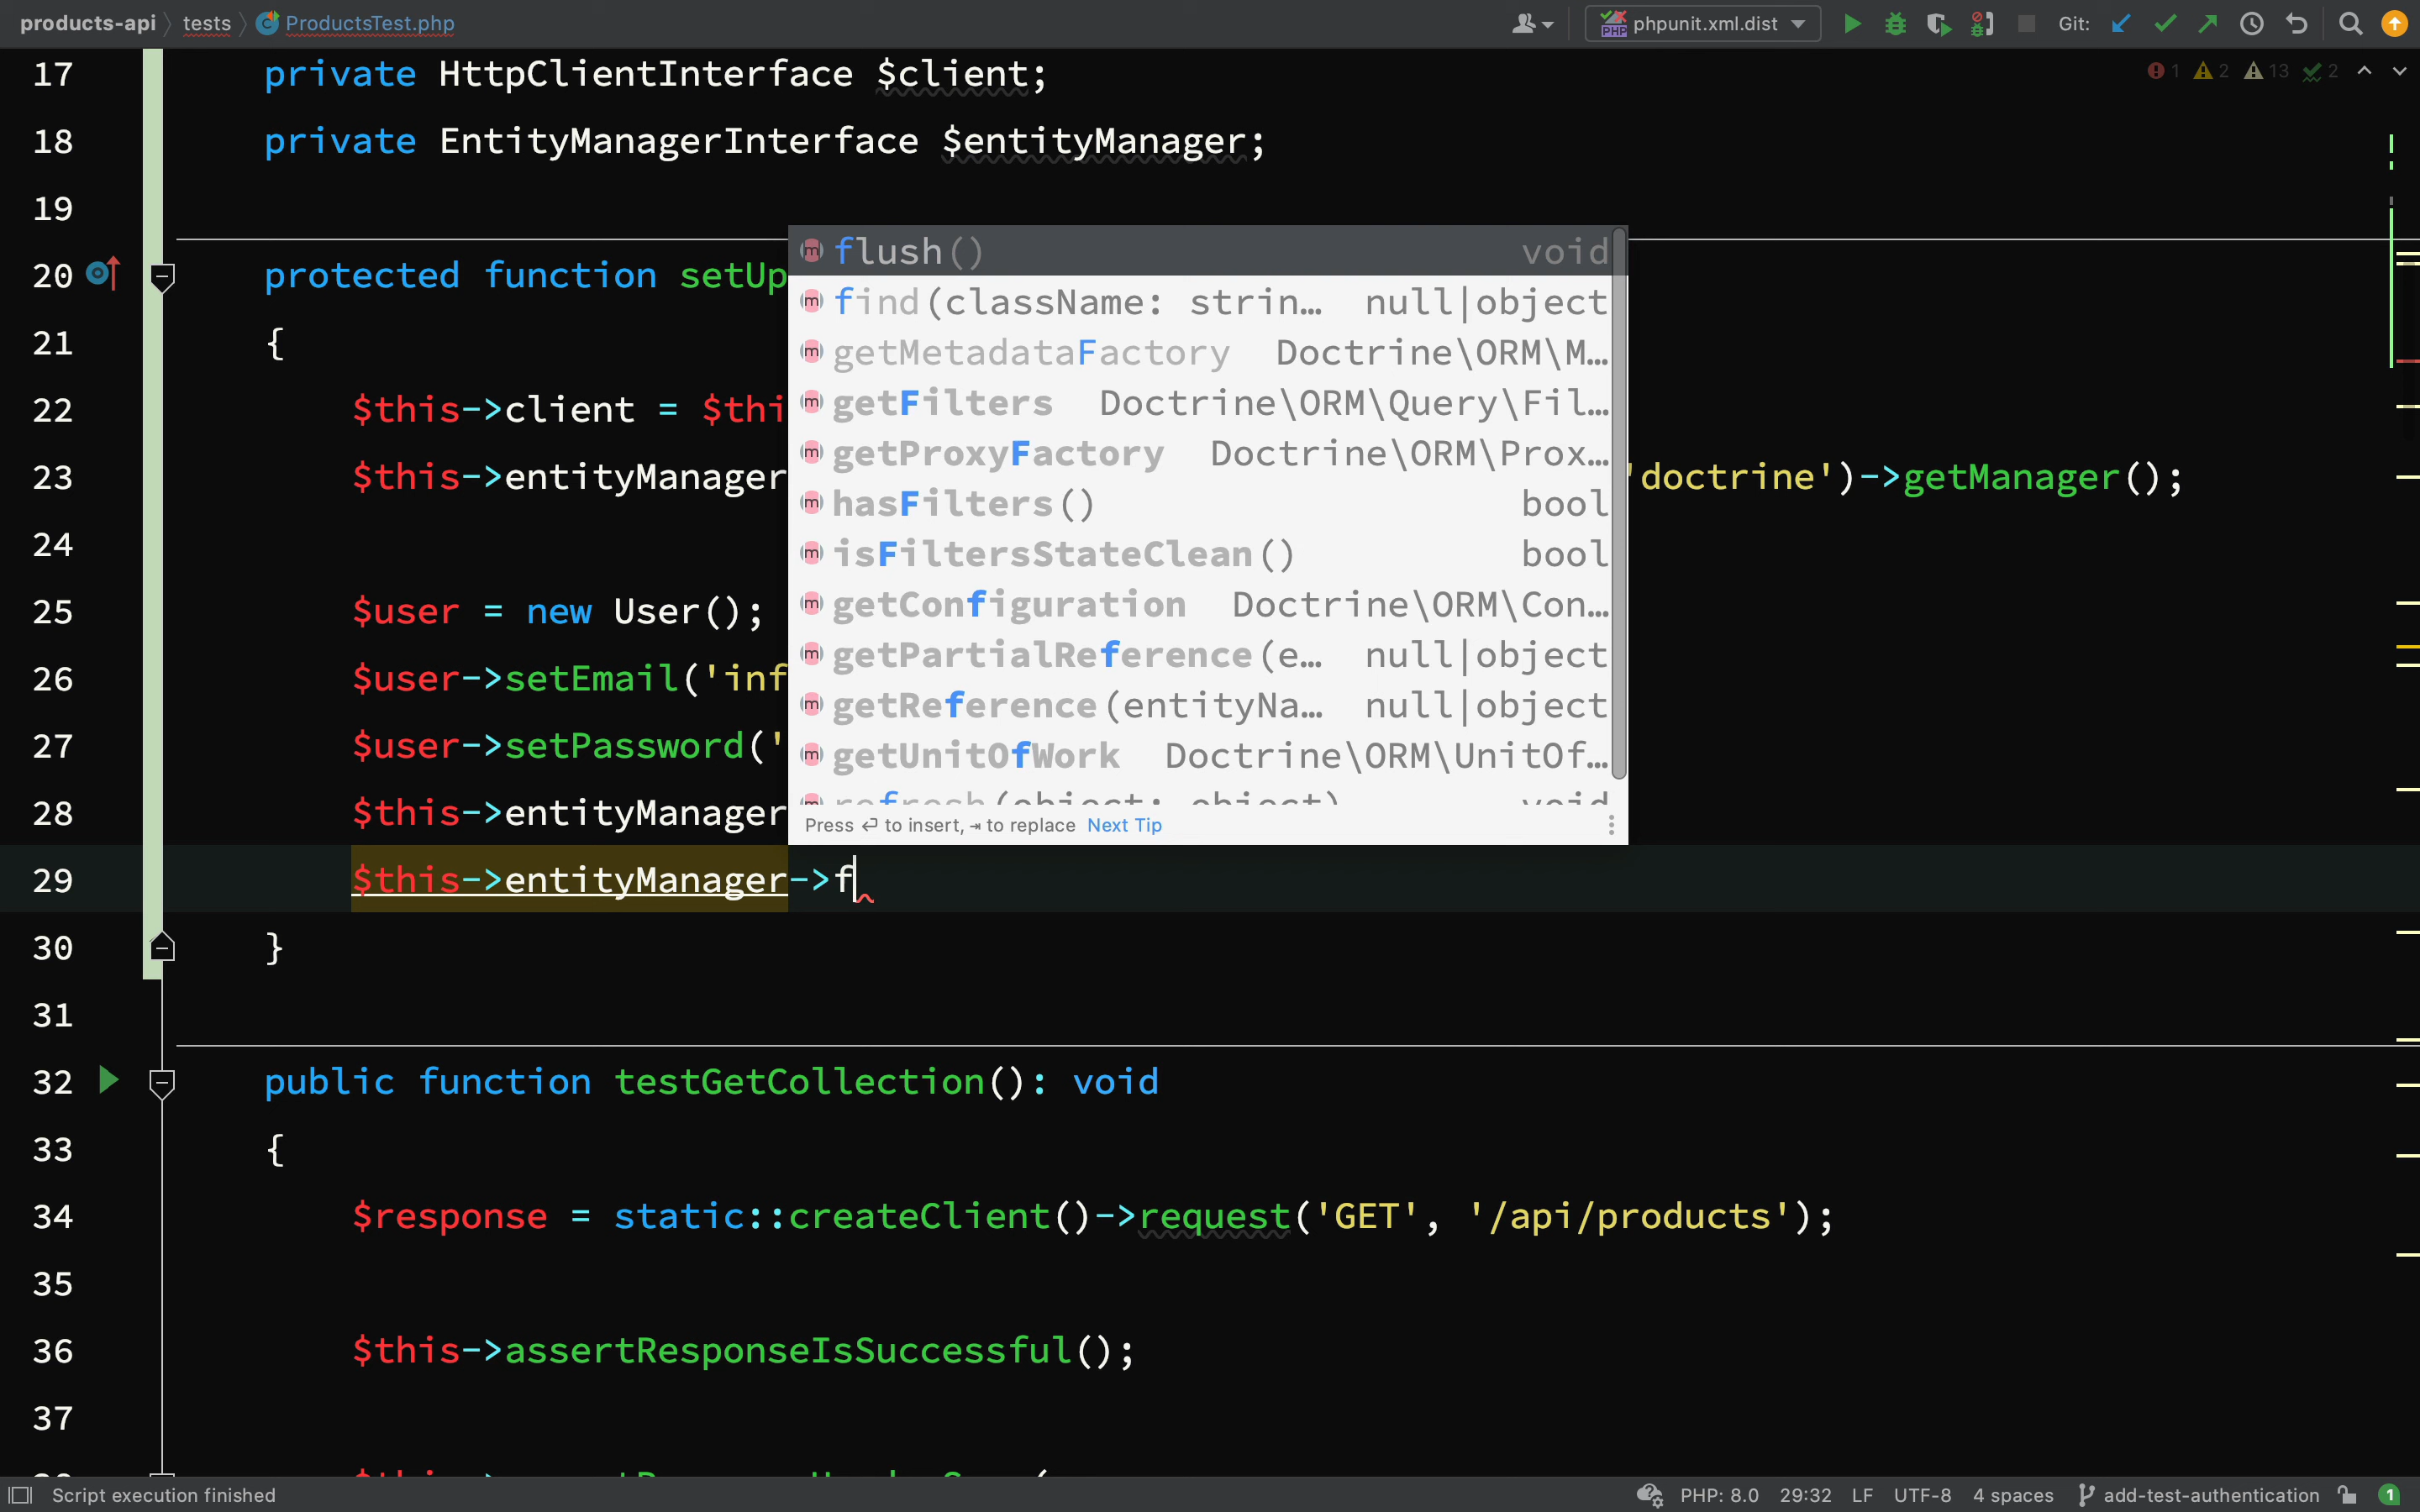 products-api tests ProductsTest.php phpunit.xml.dist Git:
1 2 13 2
17 private HttpClientInterface $client;
18 private EntityManagerInterface $entityManager;
19
20 protected function setUp
21 {
22 $this->client = $thi
23 $this->entityManager 'doctrine')->getManager();
24
25 $user = new User();
26 $user->setEmail('inf
27 $user->setPassword('
28 $this->entityManager
flush() void
find(className: strin… null|object
getMetadataFactory Doctrine\ORM\M…
getFilters Doctrine\ORM\Query\Fil…
getProxyFactory Doctrine\ORM\Prox…
hasFilters() bool
isFiltersStateClean() bool
getConfiguration Doctrine\ORM\Con…
getPartialReference(e… null|object
getReference(entityNa… null|object
getUnitOfWork Doctrine\ORM\UnitOf…
refresh(object: object) void
Press ↵ to insert, ⇥ to replace Next Tip
29 $this->entityManager->f
30 }
31
32 public function testGetCollection(): void
33 {
34 $response = static::createClient()->request('GET', '/api/products');
35
36 $this->assertResponseIsSuccessful();
37
Script execution finished PHP: 8.0 29:32 LF UTF-8 4 spaces add-test-authentication 1